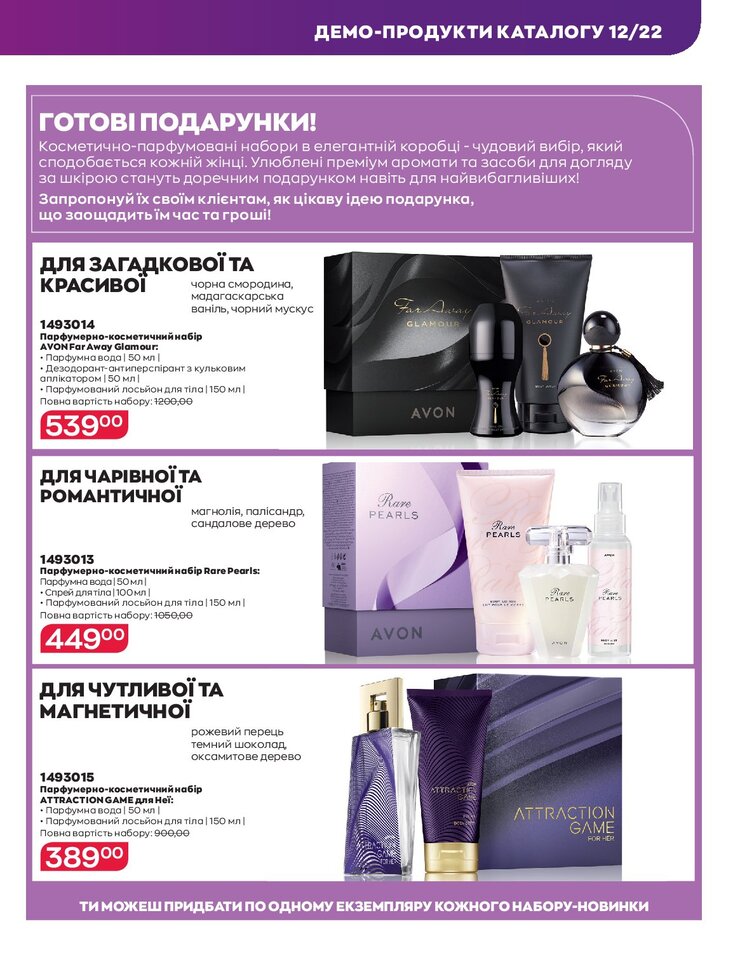 ДЕМО-ПРОДУКТИ КАТАЛОГУ 12/22
ГОТОВІ ПОДАРУНКИ!
Косметично-парфумовані набори в елегантній коробці - чудовий вибір, який
сподобається кожній жінці. Улюблені преміум аромати та засоби для догляду
за шкірою стануть доречним подарунком навіть для найвибагливіших!
Запропонуй їх своїм клієнтам, як цікаву ідею подарунка,
що заощадить їм час та гроші!
ДЛЯ ЗАГАДКОВОЇ ТА
КРАСИВОЇ
чорна смородина,
мадагаскарська
ваніль, чорний мускус
1493014
Парфумерно-косметичний набір
AVON Far Away Glamour:
• Парфумна вода | 50 мл |
• Дезодорант-антиперспірант з кульковим
аплікатором | 50 мл |
• Парфумований лосьйон для тіла | 150 мл |
Повна вартість набору: 1200,00
539⁰⁰
Far Away
GLAMOUR
AVON
AVON
Far Away
GLAMOUR
ДЛЯ ЧАРІВНОЇ ТА
РОМАНТИЧНОЇ
магнолія, палісандр,
сандалове дерево
1493013
Парфумерно-косметичний набір Rare Pearls:
Парфумна вода | 50 мл |
• Спрей для тіла | 100 мл |
• Парфумований лосьйон для тіла | 150 мл |
Повна вартість набору: 1050,00
449⁰⁰
Rare
PEARLS
AVON
Rare
PEARLS
Rare
PEARLS
AVON
AVON
Rare
PEARLS
ДЛЯ ЧУТЛИВОЇ ТА
МАГНЕТИЧНОЇ
рожевий перець
темний шоколад,
оксамитове дерево
1493015
Парфумерно-косметичний набір
ATTRACTION GAME для Неї:
• Парфумна вода | 50 мл |
• Парфумований лосьйон для тіла | 150 мл |
Повна вартість набору: 900,00
389⁰⁰
ATTRACTION
GAME
FOR HER
ATTRACTION
ATTRACTION
GAME
FOR HER
ТИ МОЖЕШ ПРИДБАТИ ПО ОДНОМУ ЕКЗЕМПЛЯРУ КОЖНОГО НАБОРУ-НОВИНКИ